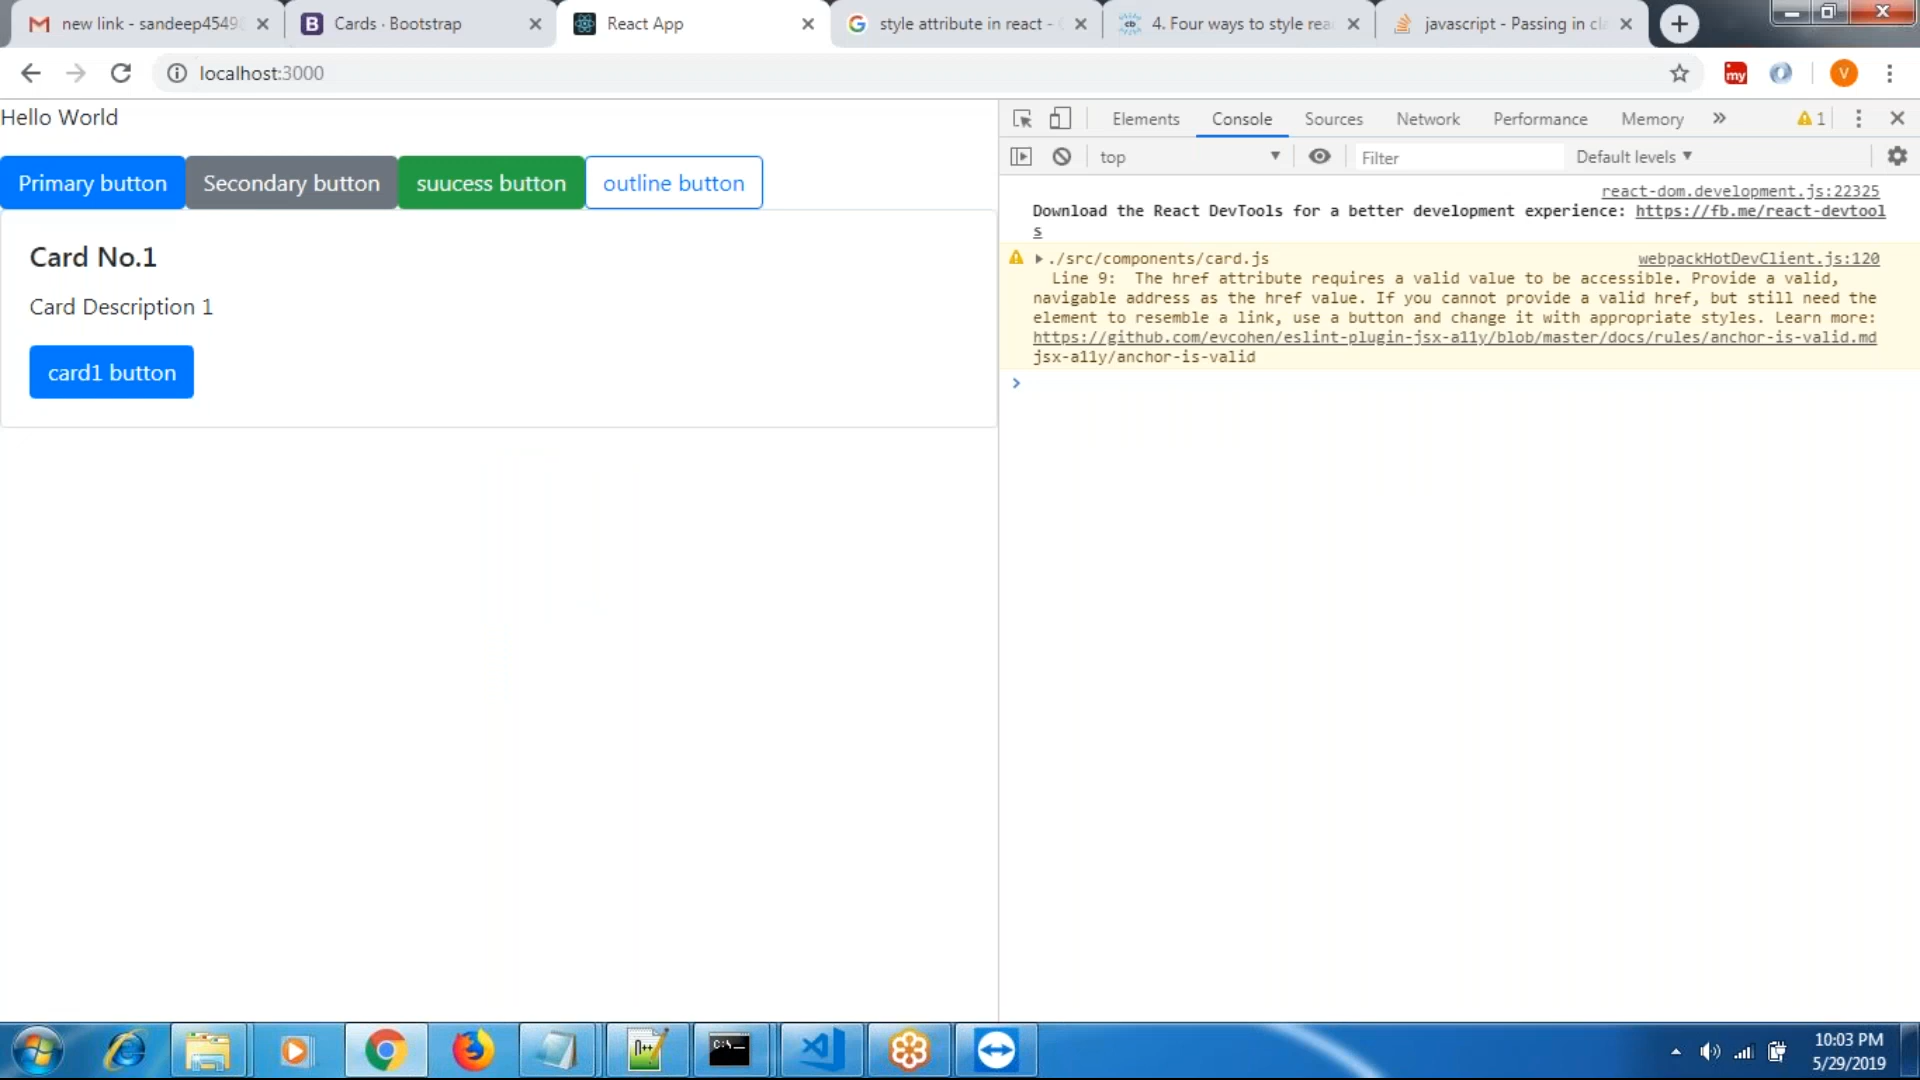 new link - sandeep4549
Cards · Bootstrap
React App
style attribute in react -
4. Four ways to style rea
javascript - Passing in cl
localhost:3000
my
V
Hello World
Primary button
Secondary button
suucess button
outline button
Card No.1
Card Description 1
card1 button
Elements
Console
Sources
Network
Performance
Memory
»
1
top
Filter
Default levels
react-dom.development.js:22325
Download the React DevTools for a better development experience: https://fb.me/react-devtool
s
./src/components/card.js
webpackHotDevClient.js:120
Line 9:  The href attribute requires a valid value to be accessible. Provide a valid,
navigable address as the href value. If you cannot provide a valid href, but still need the
element to resemble a link, use a button and change it with appropriate styles. Learn more:
https://github.com/evcohen/eslint-plugin-jsx-a11y/blob/master/docs/rules/anchor-is-valid.md
jsx-a11y/anchor-is-valid
10:03 PM
5/29/2019